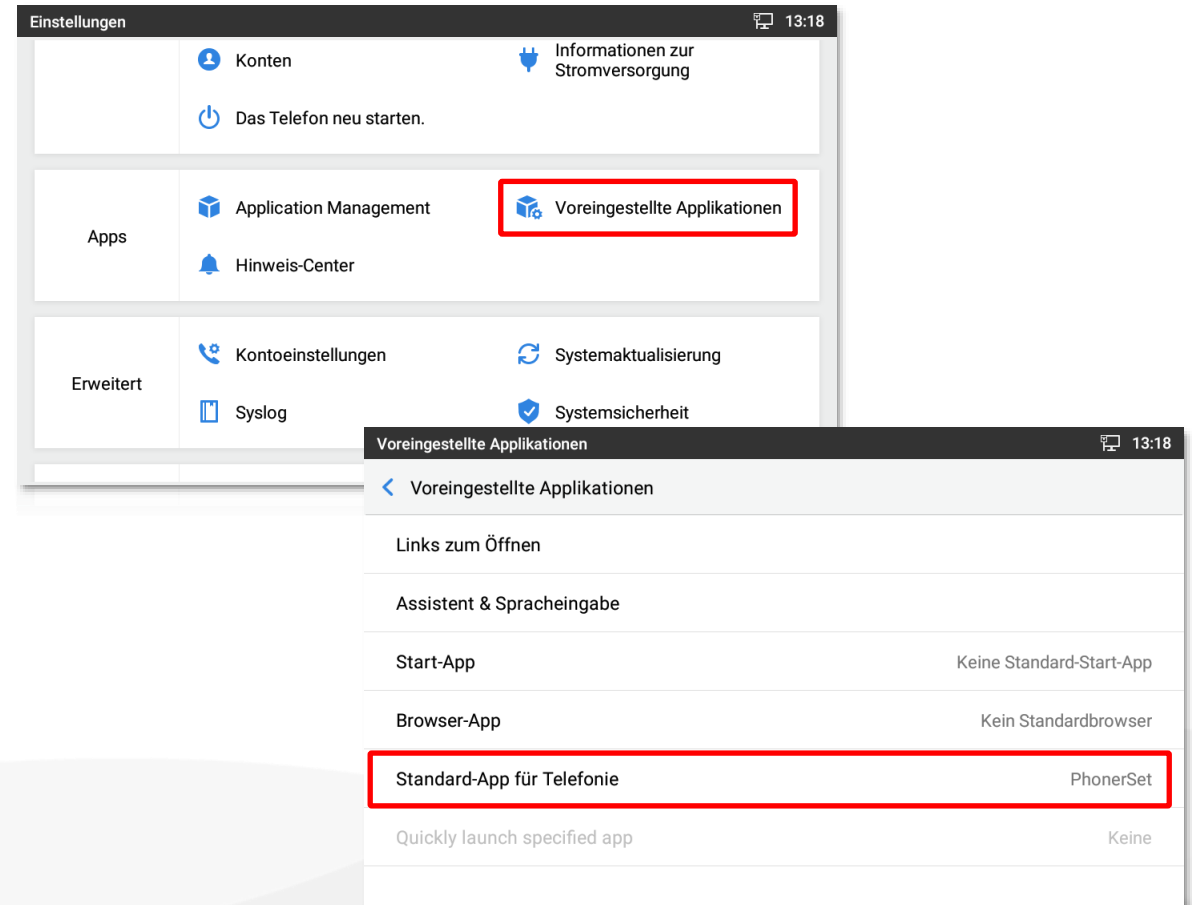 Einstellungen 13:18
Konten
Informationen zur
Stromversorgung
Das Telefon neu starten.
Apps
Application Management
Voreingestellte Applikationen
Hinweis-Center
Erweitert
Kontoeinstellungen
Systemaktualisierung
Syslog
Systemsicherheit
Voreingestellte Applikationen 13:18
Voreingestellte Applikationen
Links zum Öffnen
Assistent & Spracheingabe
Start-App Keine Standard-Start-App
Browser-App Kein Standardbrowser
Standard-App für Telefonie PhonerSet
Quickly launch specified app Keine